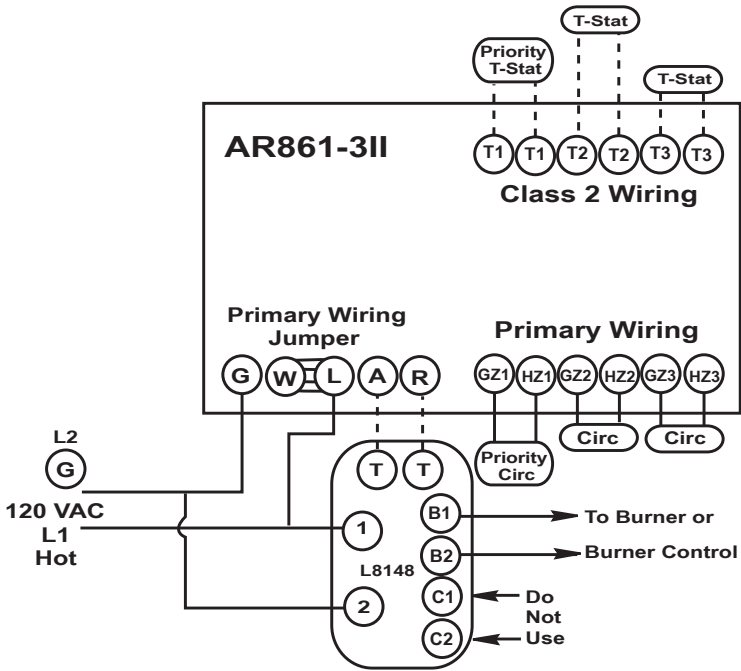 T-Stat
Priority
T-Stat
T-Stat
AR861-3II
T1 T1 T2 T2 T3 T3
Class 2 Wiring
Primary Wiring
Jumper
Primary Wiring
G W L A R
GZ1 HZ1 GZ2 HZ2 GZ3 HZ3
L2
G
120 VAC
L1
Hot
Priority
Circ
Circ
Circ
T T
1
2
L8148
B1
B2
C1
C2
To Burner or
Burner Control
Do
Not
Use